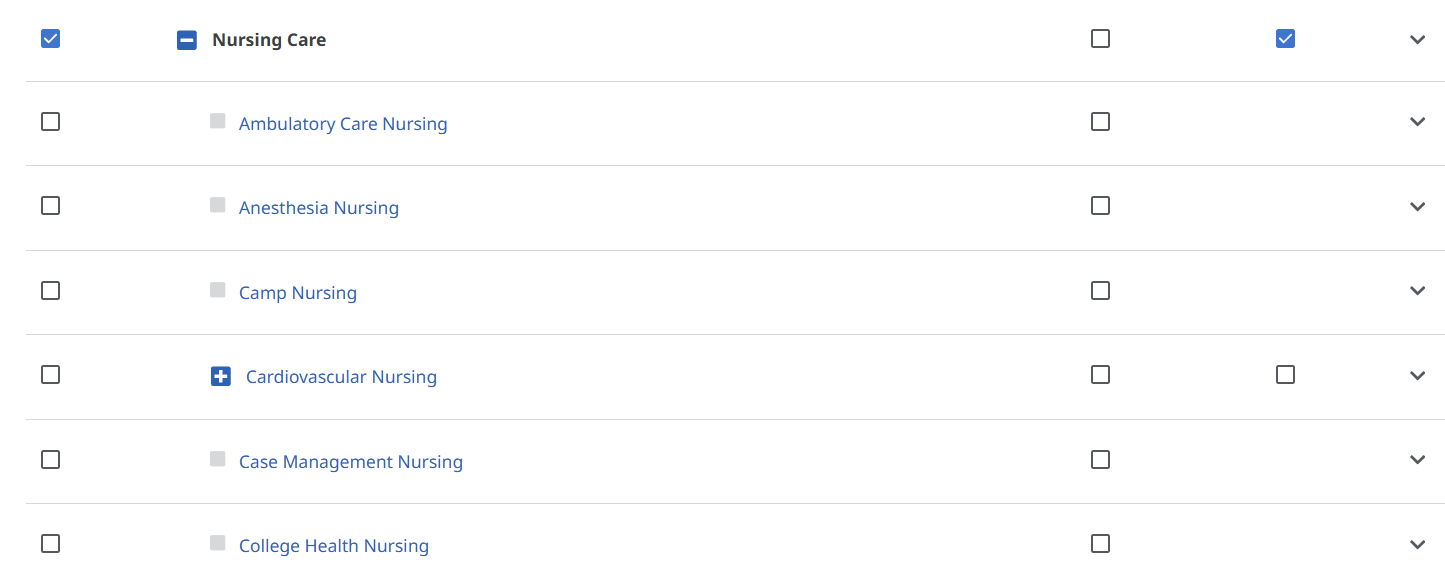 Nursing Care
Ambulatory Care Nursing
Anesthesia Nursing
Camp Nursing
Cardiovascular Nursing
Case Management Nursing
College Health Nursing